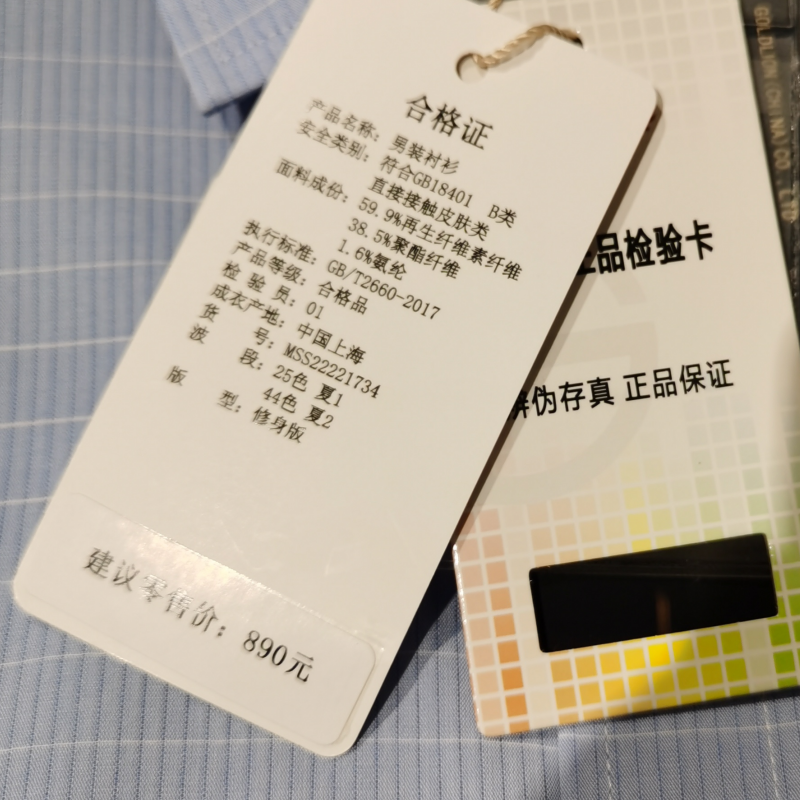 合格证
产品名称：男装衬衫
安全类别：符合GB18401 B类
直接接触皮肤类
面料成份：59.9%再生纤维素纤维
38.5%聚酯纤维
1.6%氨纶
执行标准：GB/T2660-2017
产品等级：合格品
检 验 员：01
成衣产地：中国上海
货 号：MSS22221734
波 段：25色 夏1
44色 夏2
版 型：修身版
建议零售价：890元
品检验卡
伪存真 正品保证
GOLDLION (CHINA) CO., LTD